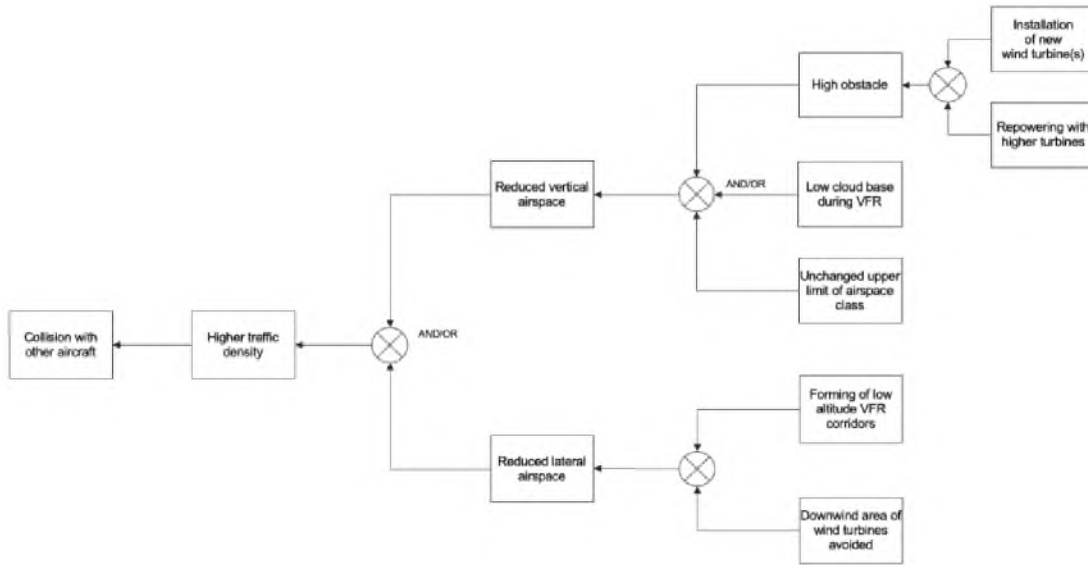 Installation
of new
wind turbine(s)
High obstacle
Repowering with
higher turbines
Reduced vertical
airspace
AND/OR
Low cloud base
during VFR
Unchanged upper
limit of airspace
class
Collision with
other aircraft
Higher traffic
density
AND/OR
Forming of low
altitude VFR
corridors
Reduced lateral
airspace
Downwind area of
wind turbines
avoided